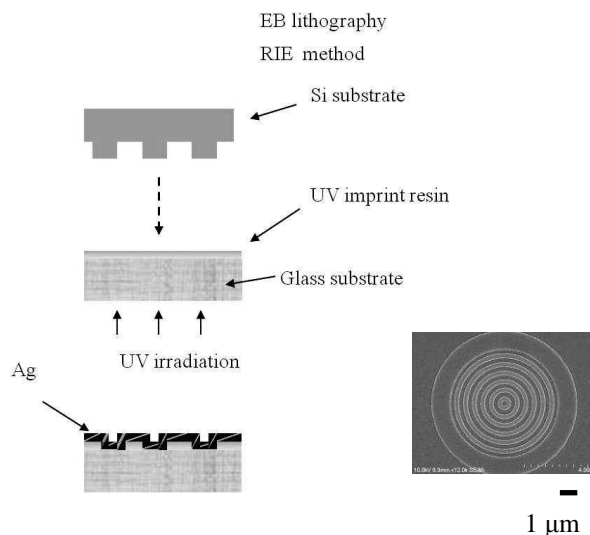 EB lithography
RIE method
Si substrate
UV imprint resin
Glass substrate
UV irradiation
Ag
1 μm